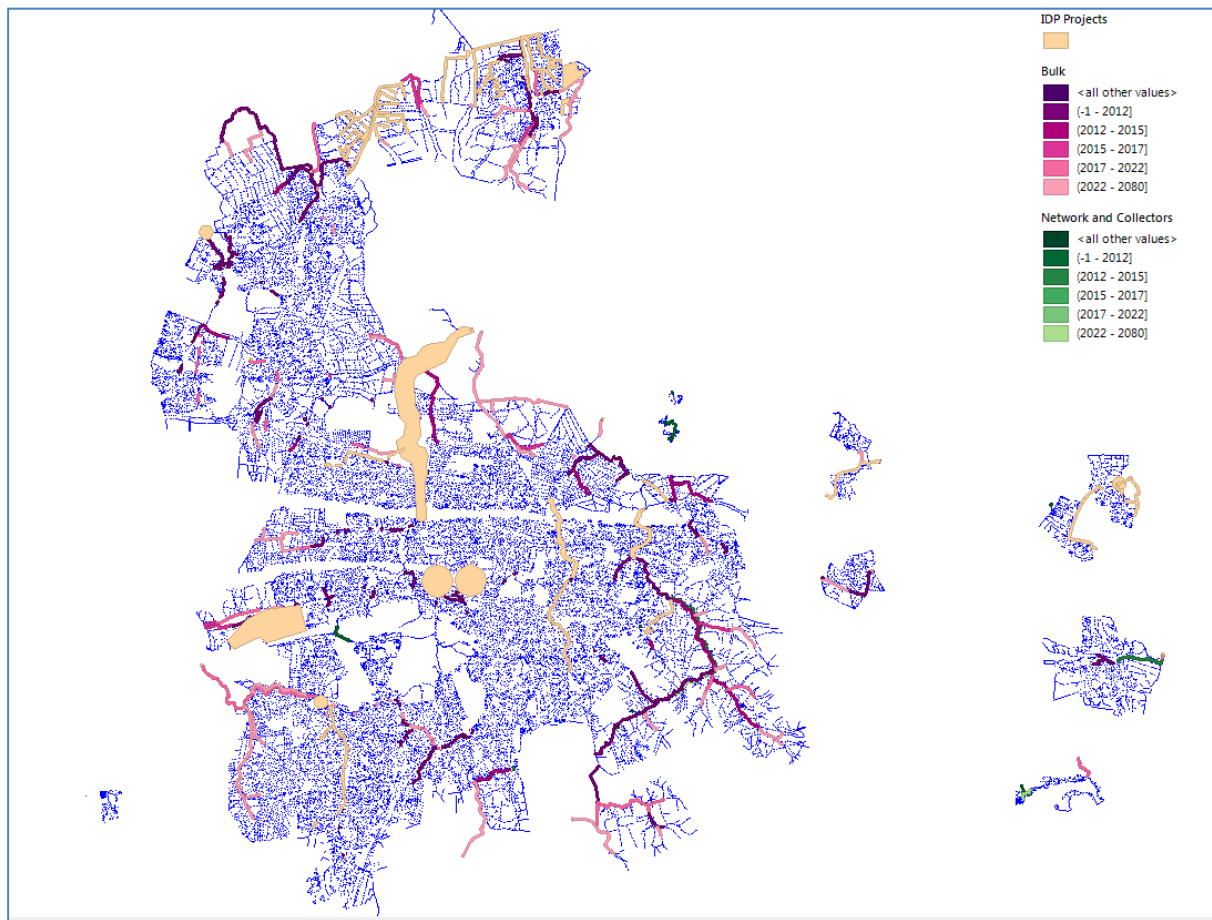 IDP Projects
Bulk
<all other values>
(-1 - 2012]
(2012 - 2015]
(2015 - 2017]
(2017 - 2022]
(2022 - 2080]
Network and Collectors
<all other values>
(-1 - 2012]
(2012 - 2015]
(2015 - 2017]
(2017 - 2022]
(2022 - 2080]